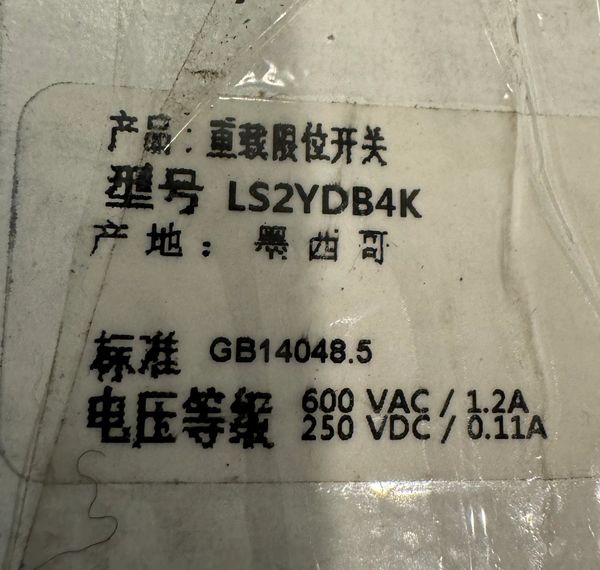 产品：重载限位开关
型号 LS2YDB4K
产地：墨西哥
标准 GB14048.5
电压等级 600 VAC / 1.2A
250 VDC / 0.11A